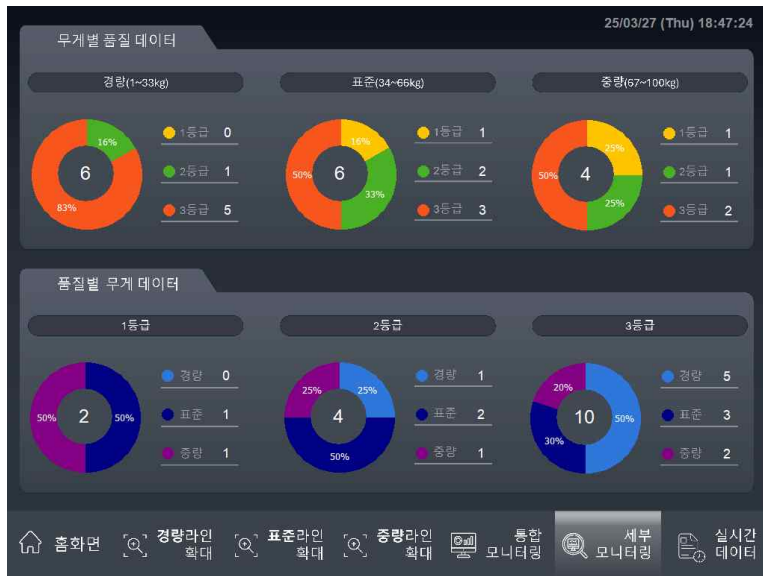 25/03/27 (Thu) 18:47:24
무게별 품질 데이터
경량(1~33kg)
표준(34~66kg)
중량(67~100kg)
16%
83%
6
1등급 0
2등급 1
3등급 5
16%
50%
33%
6
1등급 1
2등급 2
3등급 3
25%
50%
25%
4
1등급 1
2등급 1
3등급 2
품질별 무게 데이터
1등급
2등급
3등급
50%
50%
2
경량 0
표준 1
중량 1
25%
25%
50%
4
경량 1
표준 2
중량 1
20%
50%
30%
10
경량 5
표준 3
중량 2
홈화면
경량라인
확대
표준라인
확대
중량라인
확대
통합
모니터링
세부
모니터링
실시간
데이터